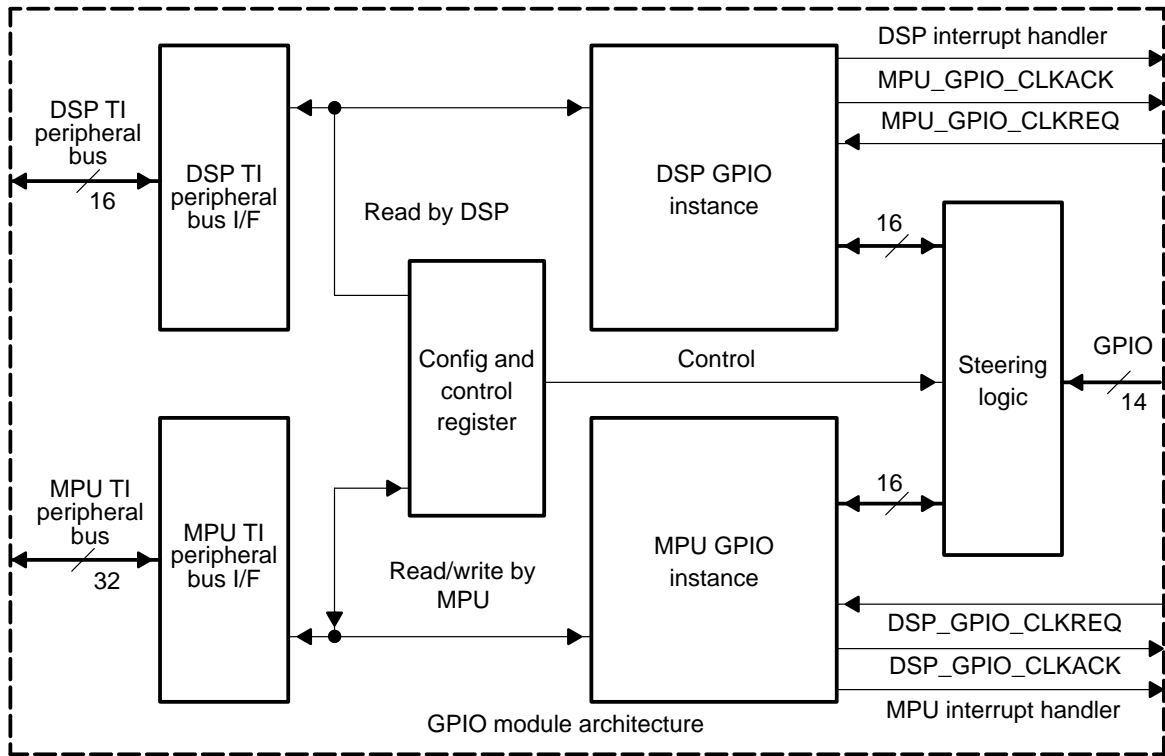 DSP interrupt handler
MPU_GPIO_CLKACK
MPU_GPIO_CLKREQ
DSP TI
peripheral
bus
16
DSP TI
peripheral
bus I/F
DSP GPIO
instance
Read by DSP
16
Config and
control
register
Control
Steering
logic
GPIO
14
MPU TI
peripheral
bus
32
MPU TI
peripheral
bus I/F
16
MPU GPIO
instance
Read/write by
MPU
DSP_GPIO_CLKREQ
DSP_GPIO_CLKACK
MPU interrupt handler
GPIO module architecture